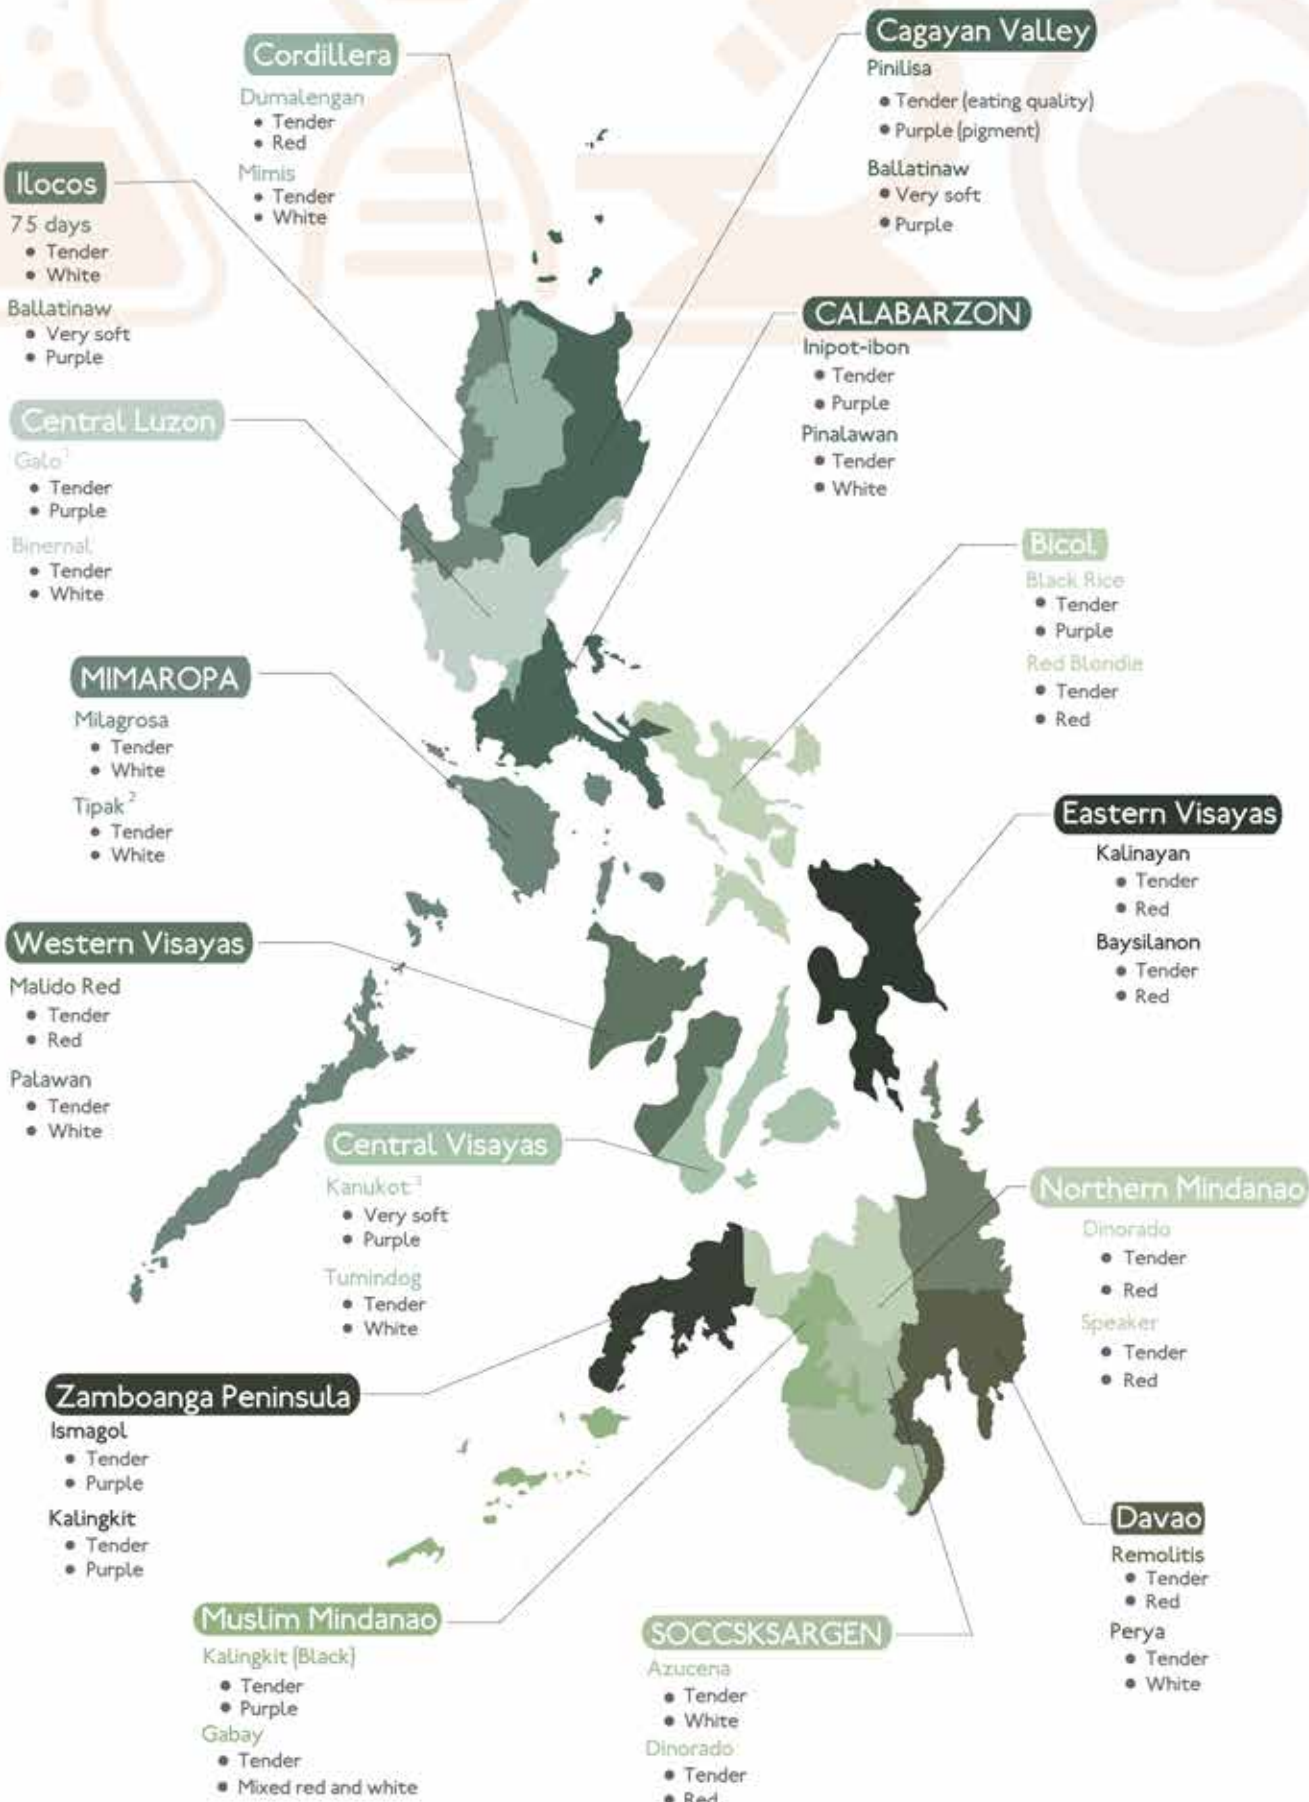 Cordillera
Dumalengan
• Tender
• Red
Mimis
• Tender
• White
Cagayan Valley
Pinilisa
• Tender (eating quality)
• Purple (pigment)
Ballatinaw
• Very soft
• Purple
Ilocos
75 days
• Tender
• White
Ballatinaw
• Very soft
• Purple
CALABARZON
Inipot-ibon
• Tender
• Purple
Pinalawan
• Tender
• White
Central Luzon
Galo¹
• Tender
• Purple
Binernal
• Tender
• White
Bicol
Black Rice
• Tender
• Purple
Red Blondie
• Tender
• Red
MIMAROPA
Milagrosa
• Tender
• White
Tipak²
• Tender
• White
Eastern Visayas
Kalinayan
• Tender
• Red
Baysilanon
• Tender
• Red
Western Visayas
Malido Red
• Tender
• Red
Palawan
• Tender
• White
Central Visayas
Kanukot³
• Very soft
• Purple
Tumindog
• Tender
• White
Northern Mindanao
Dinorado
• Tender
• Red
Speaker
• Tender
• Red
Zamboanga Peninsula
Ismagol
• Tender
• Purple
Kalingkit
• Tender
• Purple
Davao
Remolitis
• Tender
• Red
Perya
• Tender
• White
Muslim Mindanao
Kalingkit (Black)
• Tender
• Purple
Gabay
• Tender
• Mixed red and white
SOCCSKSARGEN
Azucena
• Tender
• White
Dinorado
• Tender
• Red